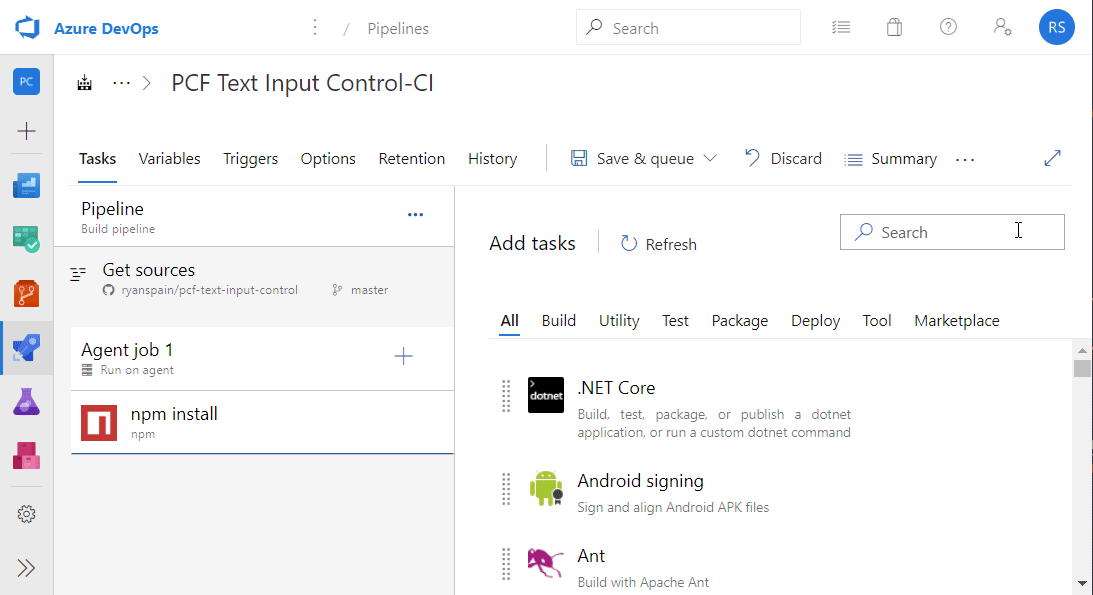 Azure DevOps / Pipelines Search RS
PC
PCF Text Input Control-CI
Tasks Variables Triggers Options Retention History Save & queue Discard Summary
Pipeline
Build pipeline
Get sources
ryanspain/pcf-text-input-control master
Agent job 1
Run on agent
npm install
npm
Add tasks Refresh Search
All Build Utility Test Package Deploy Tool Marketplace
dotnet
.NET Core
Build, test, package, or publish a dotnet
application, or run a custom dotnet command
Android signing
Sign and align Android APK files
Ant
Build with Apache Ant